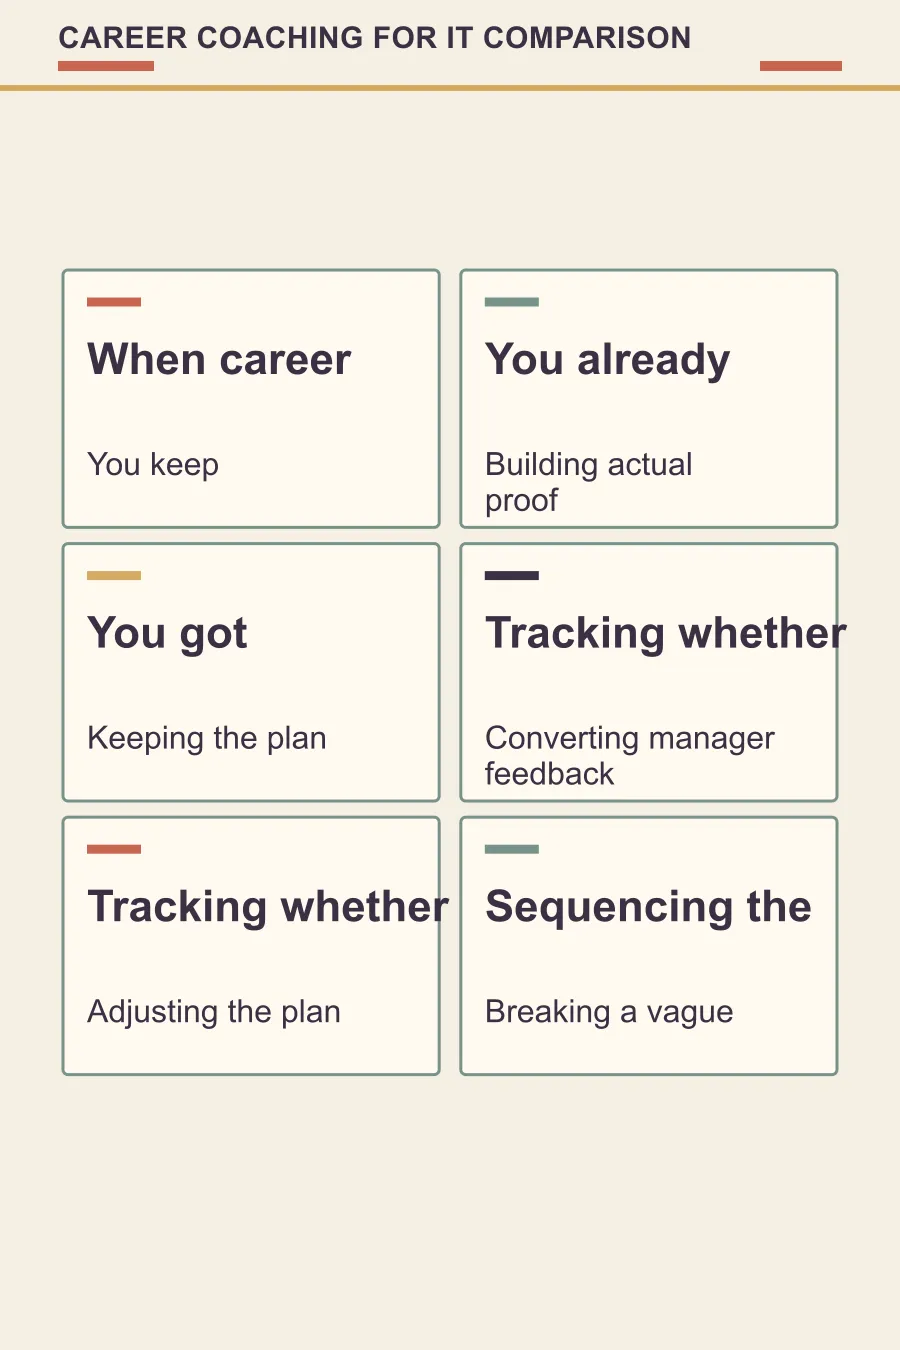 CAREER COACHING FOR IT COMPARISON
When career
You keep
You already
Building actual
proof
You got
Keeping the plan
Tracking whether
Converting manager
feedback
Tracking whether
Adjusting the plan
Sequencing the
Breaking a vague